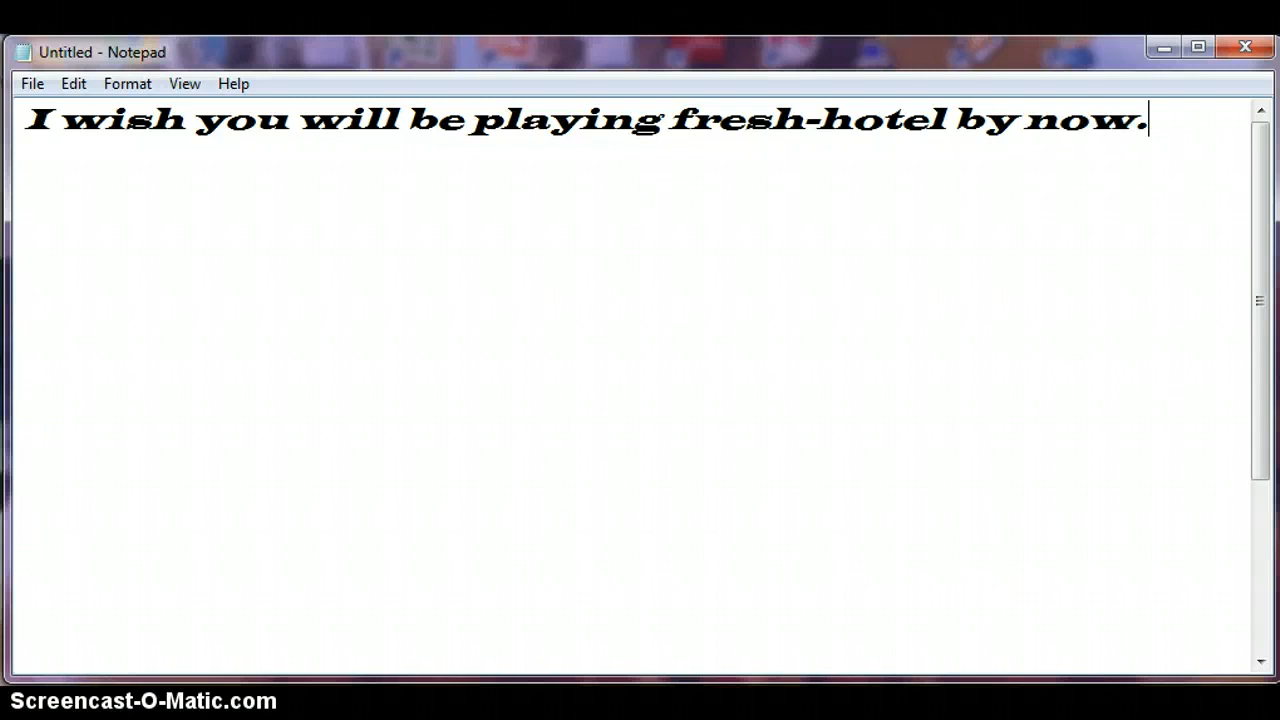 Untitled - Notepad
File Edit Format View Help
I wish you will be playing fresh-hotel by now.
Screencast-O-Matic.com